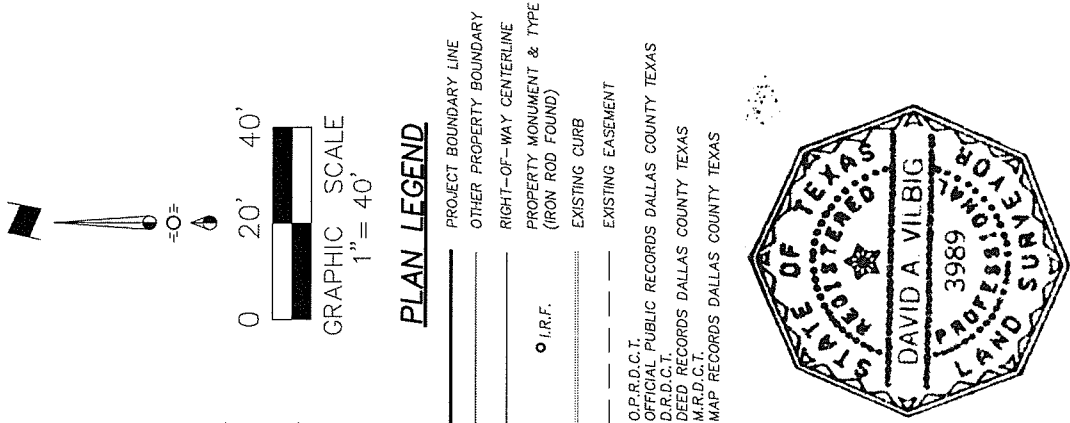 0 20' 40'
GRAPHIC SCALE
1"= 40'
PLAN LEGEND
PROJECT BOUNDARY LINE
OTHER PROPERTY BOUNDARY
RIGHT-OF-WAY CENTERLINE
I.R.F. PROPERTY MONUMENT & TYPE
(IRON ROD FOUND)
EXISTING CURB
EXISTING EASEMENT
O.P.R.D.C.T.
OFFICIAL PUBLIC RECORDS DALLAS COUNTY TEXAS
D.R.D.C.T.
DEED RECORDS DALLAS COUNTY TEXAS
M.R.D.C.T.
MAP RECORDS DALLAS COUNTY TEXAS
STATE OF TEXAS
REGISTERED
DAVID A. VILBIG
3989
PROFESSIONAL
LAND SURVEYOR